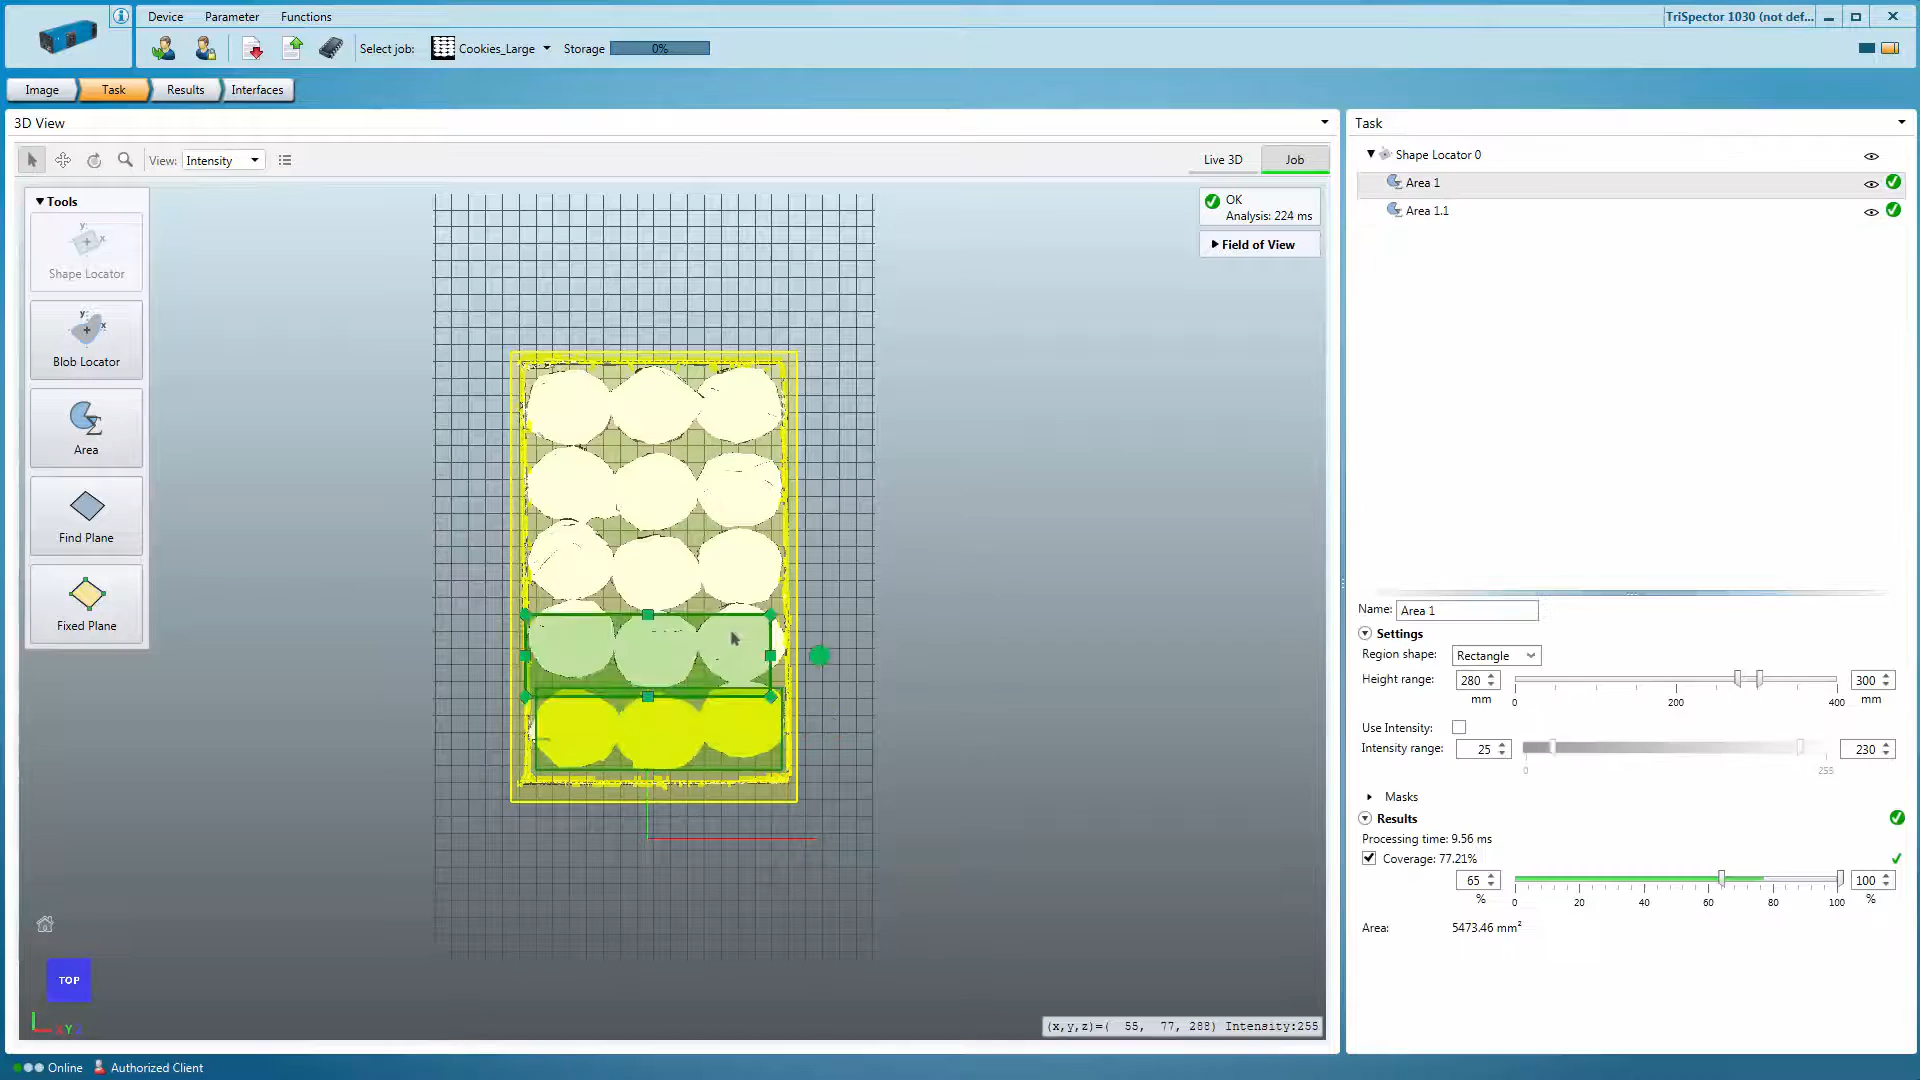 Device Parameter Functions
TriSpector 1030 (not def...
Select job: Cookies_Large Storage 0%
Image Task Results Interfaces
3D View
View: Intensity
Live 3D Job
Tools
Shape Locator
Blob Locator
Area
Find Plane
Fixed Plane
OK
Analysis: 224 ms
Field of View
TOP
(x,y,z)=( 55, 77, 288) Intensity:255
Task
Shape Locator 0
Area 1
Area 1.1
Name: Area 1
Settings
Region shape: Rectangle
Height range: 280 mm 0 200 400 300 mm
Use Intensity:
Intensity range: 25 0 255 230
Masks
Results
Processing time: 9.56 ms
Coverage: 77.21%
65 % 0 20 40 60 80 100 100 %
Area: 5473.46 mm²
Online Authorized Client